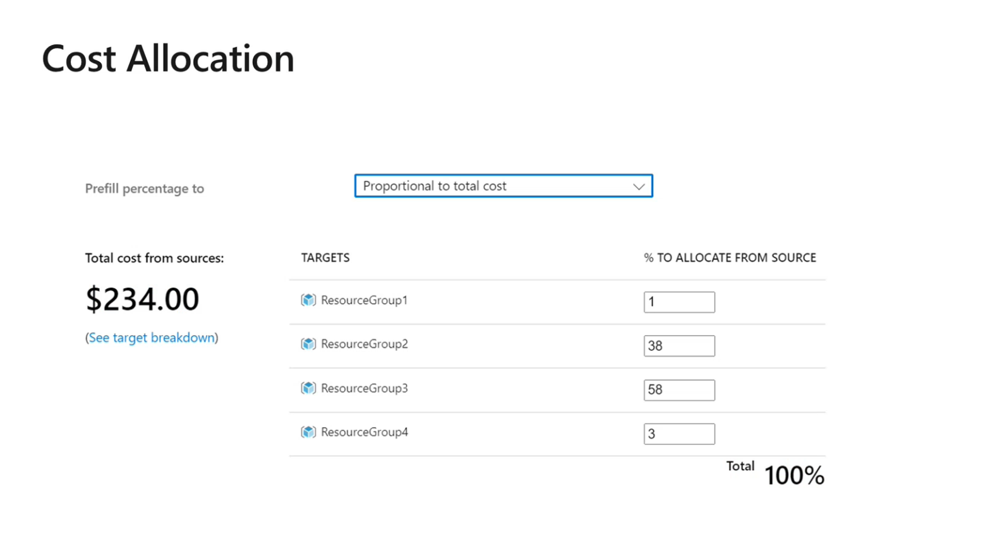 Cost Allocation
Prefill percentage to
Proportional to total cost
Total cost from sources:
$234.00
(See target breakdown)
TARGETS
% TO ALLOCATE FROM SOURCE
ResourceGroup1
1
ResourceGroup2
38
ResourceGroup3
58
ResourceGroup4
3
Total 100%